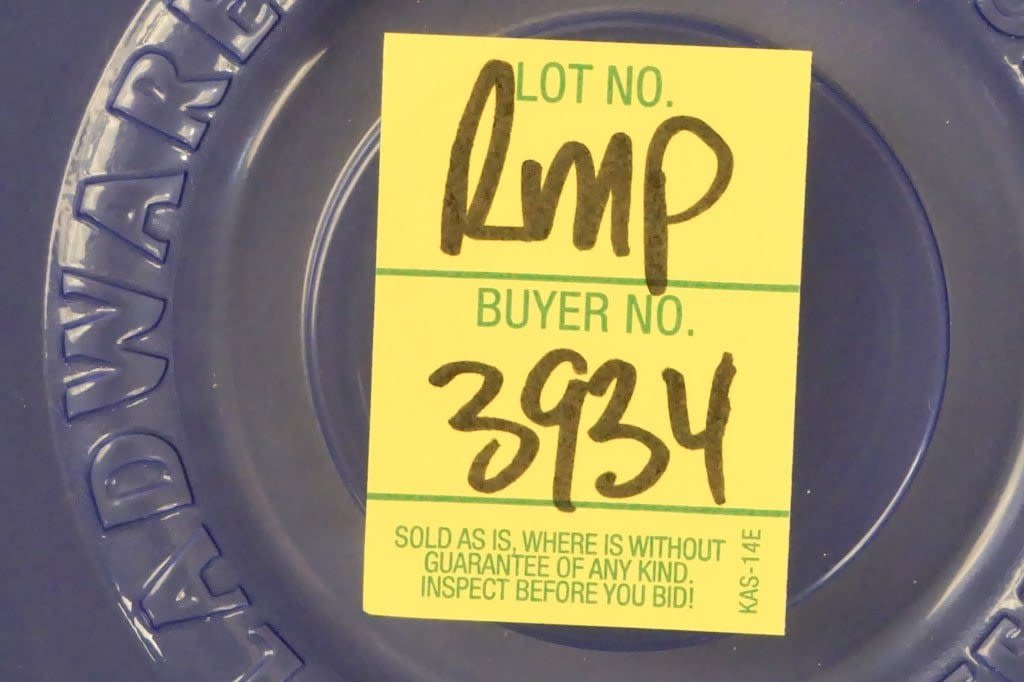 LOT NO.
RMP
BUYER NO.
3934
SOLD AS IS, WHERE IS WITHOUT
GUARANTEE OF ANY KIND.
INSPECT BEFORE YOU BID!
KAS-14E